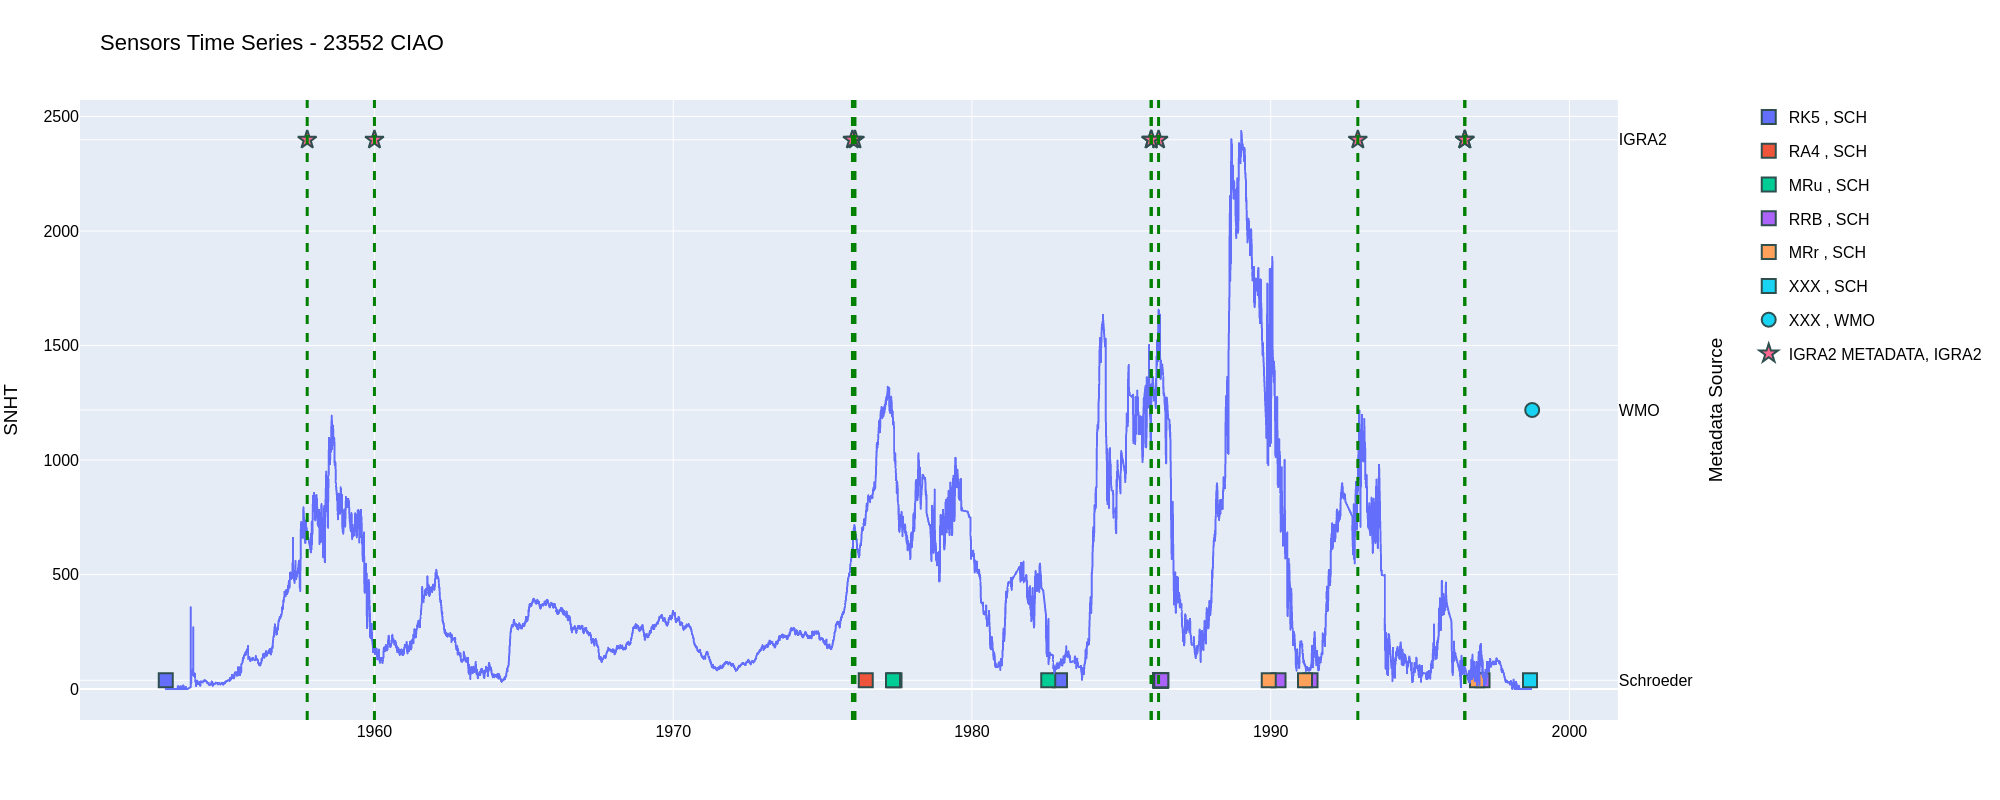 Sensors Time Series - 23552 CIAO
SNHT
2500
2000
1500
1000
500
0
1960
1970
1980
1990
2000
IGRA2
WMO
Schroeder
Metadata Source
RK5 , SCH
RA4 , SCH
MRu , SCH
RRB , SCH
MRr , SCH
XXX , SCH
XXX , WMO
IGRA2 METADATA, IGRA2